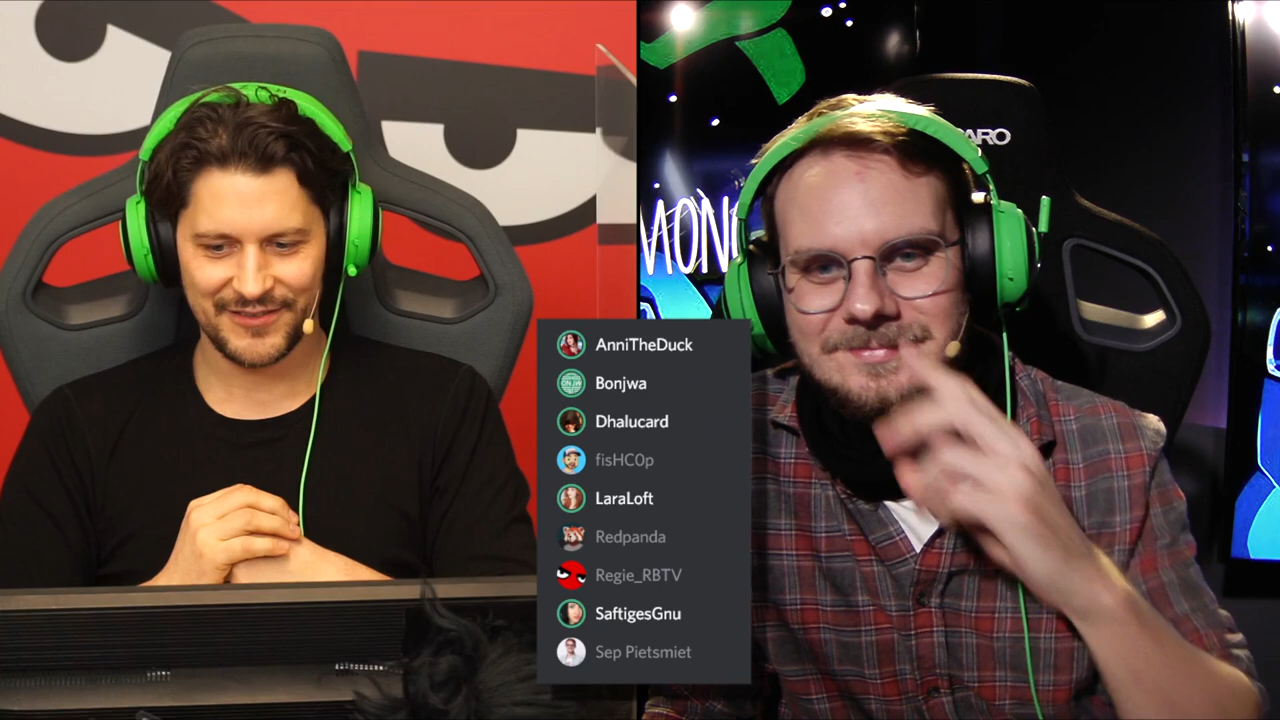 AnniTheDuck
Bonjwa
Dhalucard
fisHC0p
LaraLoft
Redpanda
Regie_RBTV
SaftigesGnu
Sep Pietsmiet